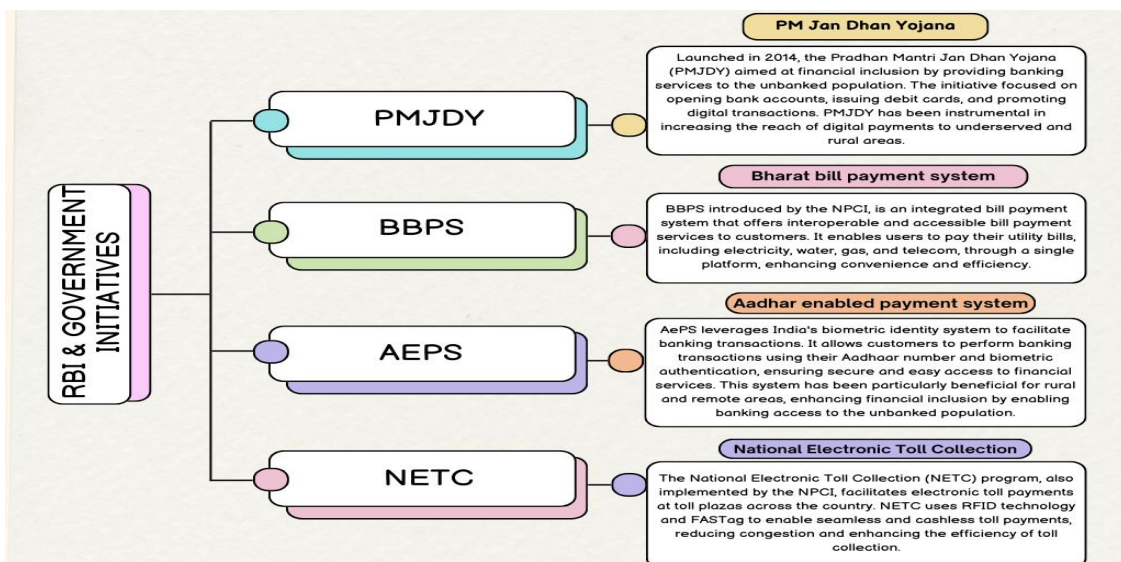 RBI & GOVERNMENT
INITIATIVES
PMJDY
PM Jan Dhan Yojana
Launched in 2014, the Pradhan Mantri Jan Dhan Yojana
(PMJDY) aimed at financial inclusion by providing banking
services to the unbanked population. The initiative focused on
opening bank accounts, issuing debit cards, and promoting
digital transactions. PMJDY has been instrumental in
increasing the reach of digital payments to underserved and
rural areas.
BBPS
Bharat bill payment system
BBPS introduced by the NPCI, is an integrated bill payment
system that offers interoperable and accessible bill payment
services to customers. It enables users to pay their utility bills,
including electricity, water, gas, and telecom, through a single
platform, enhancing convenience and efficiency.
AEPS
Aadhar enabled payment system
AePS leverages India's biometric identity system to facilitate
banking transactions. It allows customers to perform banking
transactions using their Aadhaar number and biometric
authentication, ensuring secure and easy access to financial
services. This system has been particularly beneficial for rural
and remote areas, enhancing financial inclusion by enabling
banking access to the unbanked population.
NETC
National Electronic Toll Collection
The National Electronic Toll Collection (NETC) program, also
implemented by the NPCI, facilitates electronic toll payments
at toll plazas across the country. NETC uses RFID technology
and FASTag to enable seamless and cashless toll payments,
reducing congestion and enhancing the efficiency of toll
collection.